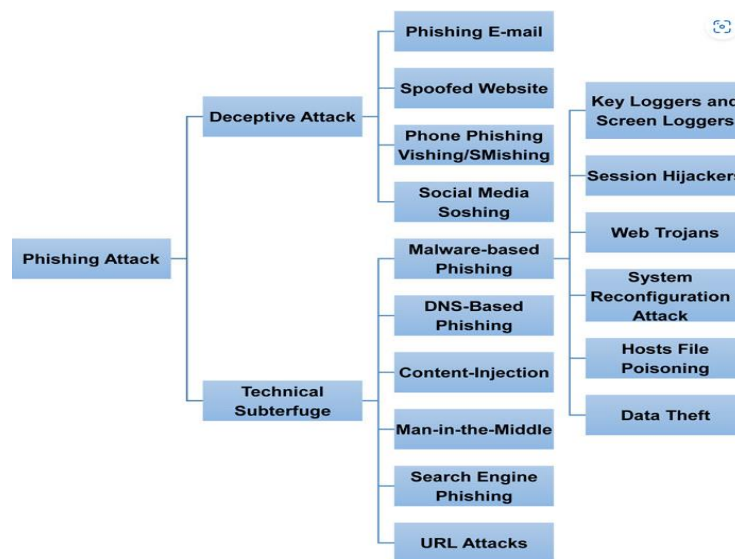 Phishing Attack
Deceptive Attack
Phishing E-mail
Spoofed Website
Phone Phishing
Vishing/SMishing
Social Media
Soshing
Technical
Subterfuge
Malware-based
Phishing
DNS-Based
Phishing
Content-Injection
Man-in-the-Middle
Search Engine
Phishing
URL Attacks
Key Loggers and
Screen Loggers
Session Hijackers
Web Trojans
System
Reconfiguration
Attack
Hosts File
Poisoning
Data Theft